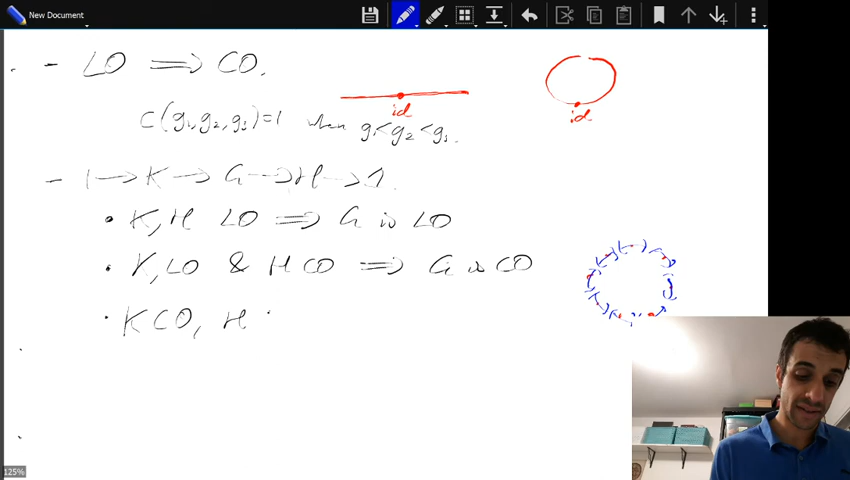 New Document
- LO ⟹ CO.
id
id
c(g₁,g₂,g₃)=1 when g₁<g₂<g₃.
- 1→K→G→H→1.
• K,H LO ⟹ G is LO
• K,LO & H CO ⟹ G is CO
• K CO, H
125%